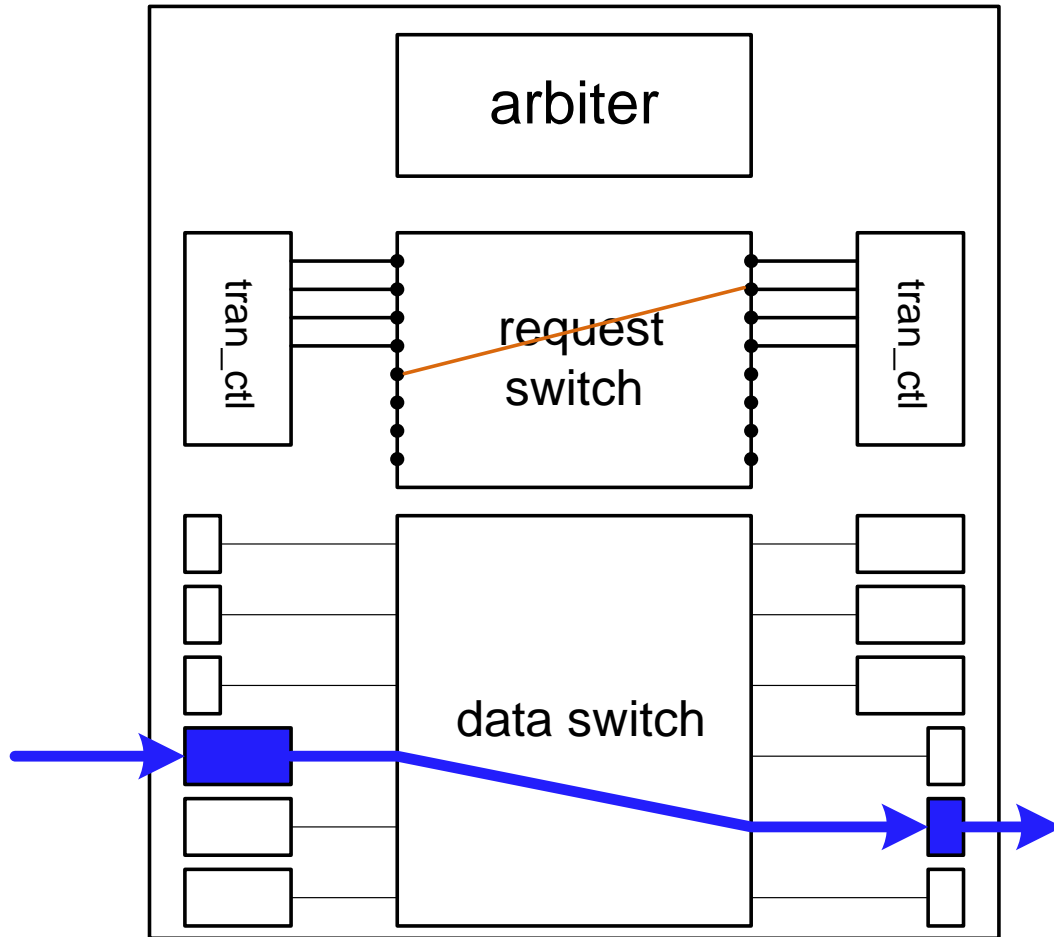 arbiter
tran_ctl
request
switch
tran_ctl
data switch